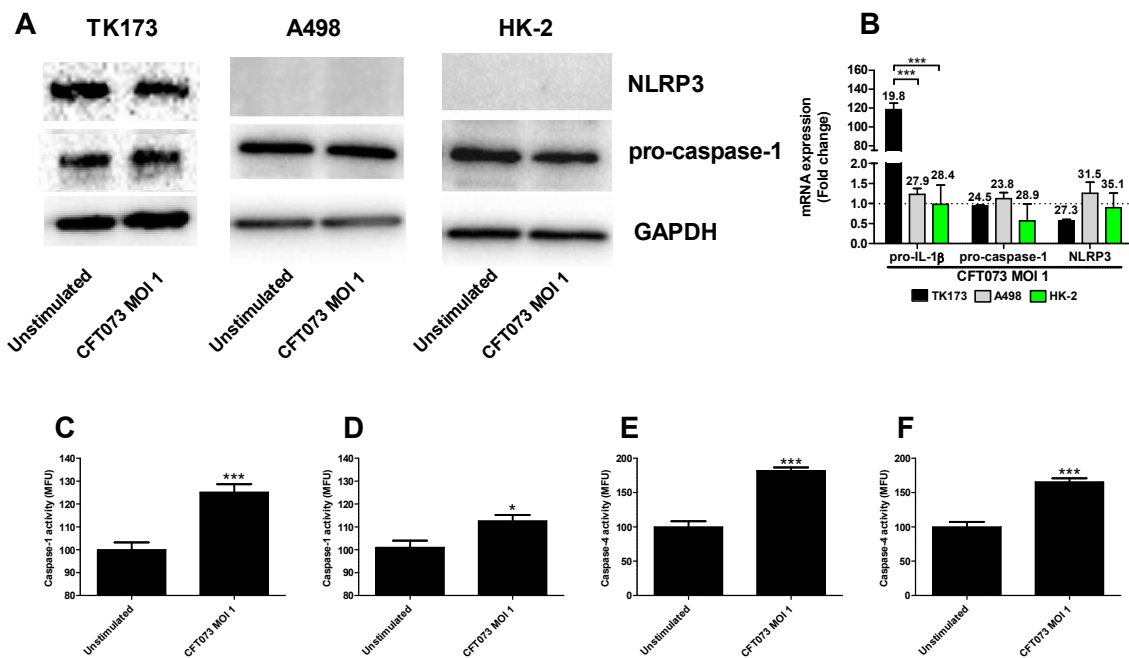 A
TK173
A498
HK-2
NLRP3
pro-caspase-1
GAPDH
Unstimulated
CFT073 MOI 1
Unstimulated
CFT073 MOI 1
Unstimulated
CFT073 MOI 1
B
mRNA expression
(Fold change)
160
140
120
100
80
2.0
1.5
1.0
0.5
0.0
***
***
19.8
27.9
28.4
24.5
23.8
28.9
27.3
31.5
35.1
pro-IL-1β
pro-caspase-1
NLRP3
CFT073 MOI 1
TK173
A498
HK-2
C
Caspase-1 activity (MFU)
140
130
120
110
100
90
80
***
Unstimulated
CFT073 MOI 1
D
Caspase-1 activity (MFU)
140
130
120
110
100
90
80
*
Unstimulated
CFT073 MOI 1
E
Caspase-4 activity (MFU)
200
150
100
50
0
***
Unstimulated
CFT073 MOI 1
F
Caspase-4 activity (MFU)
200
150
100
50
0
***
Unstimulated
CFT073 MOI 1